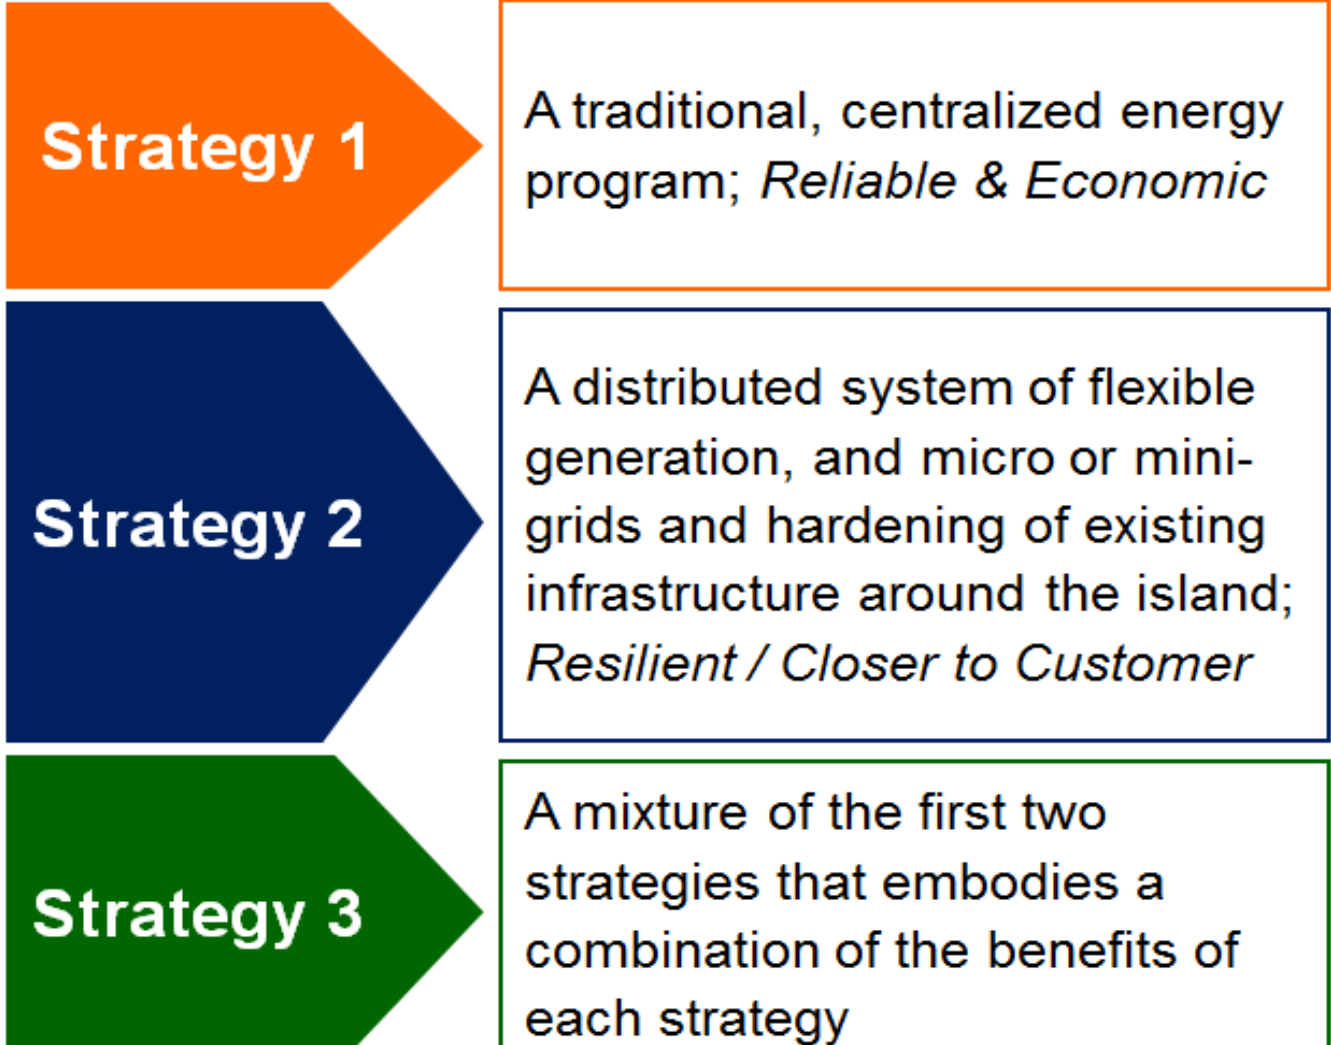 Strategy 1
A traditional, centralized energy
program; Reliable & Economic
Strategy 2
A distributed system of flexible
generation, and micro or mini-
grids and hardening of existing
infrastructure around the island;
Resilient / Closer to Customer
Strategy 3
A mixture of the first two
strategies that embodies a
combination of the benefits of
each strategy